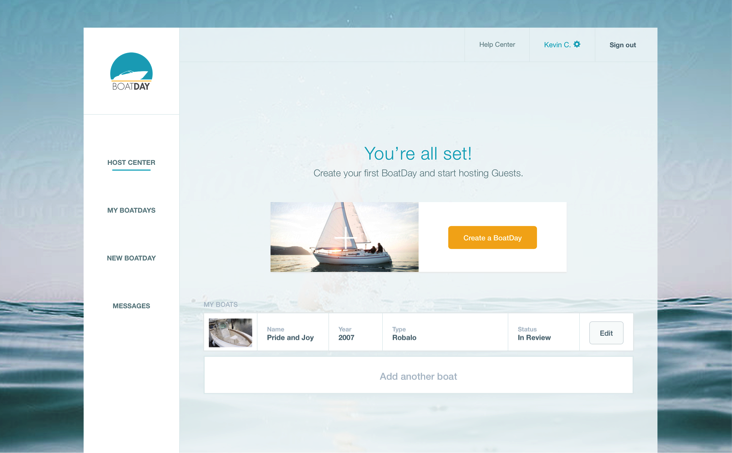 BOATDAY
Help Center
Kevin C.
Sign out
HOST CENTER
MY BOATDAYS
NEW BOATDAY
MESSAGES
You're all set!
Create your first BoatDay and start hosting Guests.
Create a BoatDay
MY BOATS
Name
Pride and Joy
Year
2007
Type
Robalo
Status
In Review
Edit
Add another boat